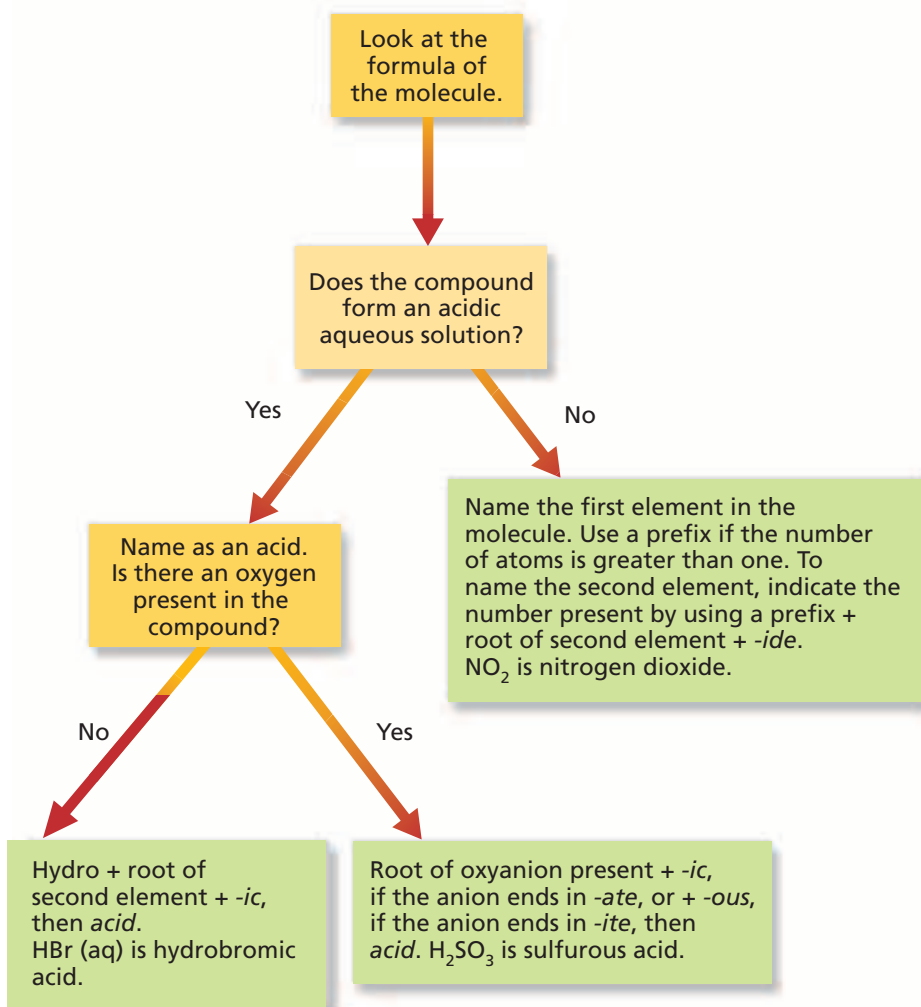 Look at the
formula of
the molecule.
Does the compound
form an acidic
aqueous solution?
Yes
No
Name as an acid.
Is there an oxygen
present in the
compound?
Name the first element in the
molecule. Use a prefix if the number
of atoms is greater than one. To
name the second element, indicate the
number present by using a prefix +
root of second element + -ide.
NO₂ is nitrogen dioxide.
No
Yes
Hydro + root of
second element + -ic,
then acid.
HBr (aq) is hydrobromic
acid.
Root of oxyanion present + -ic,
if the anion ends in -ate, or + -ous,
if the anion ends in -ite, then
acid. H₂SO₃ is sulfurous acid.